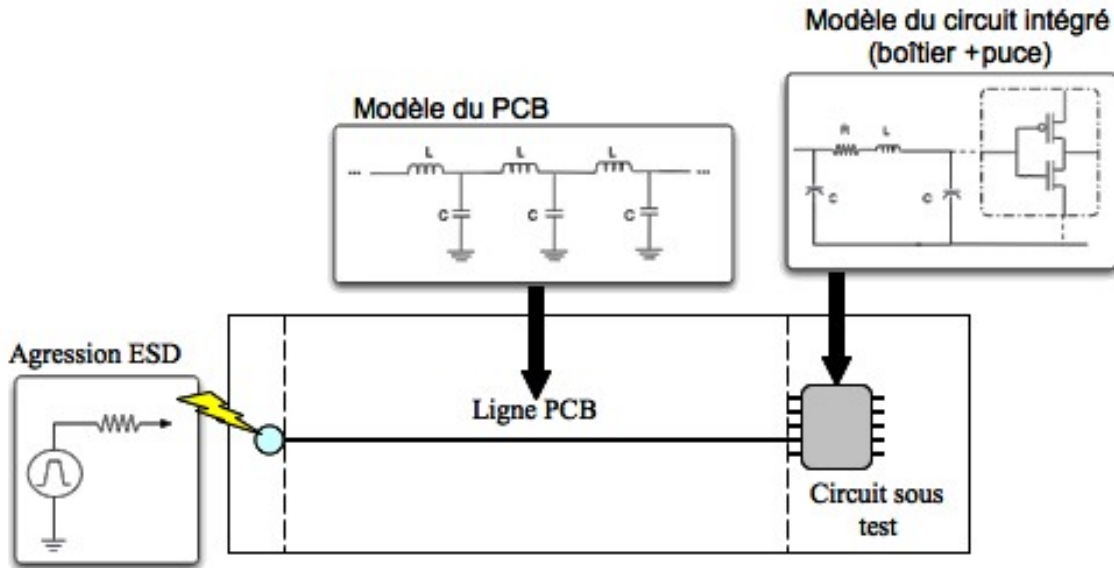 Modèle du circuit intégré
(boîtier +puce)
Modèle du PCB
R
L
C
C
L
L
L
...
...
C
C
C
Agression ESD
Ligne PCB
Circuit sous
test